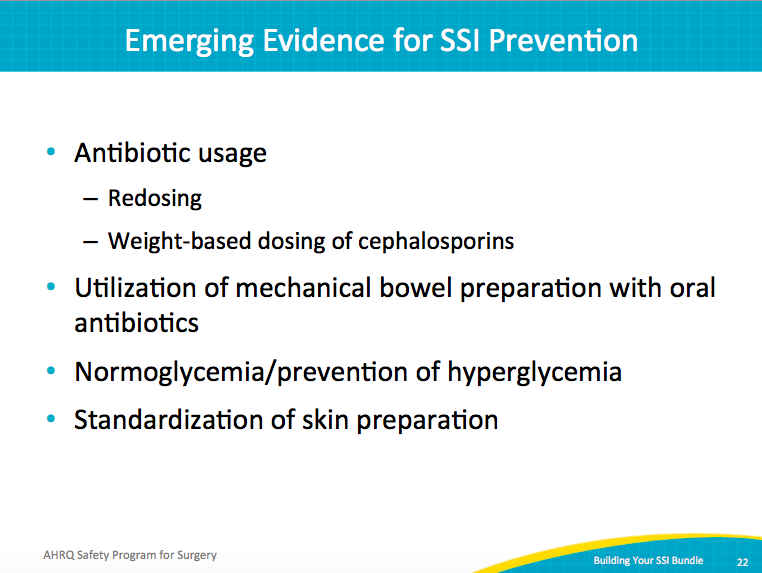 Emerging Evidence for SSI Prevention
• Antibiotic usage
– Redosing
– Weight-based dosing of cephalosporins
• Utilization of mechanical bowel preparation with oral
antibiotics
• Normoglycemia/prevention of hyperglycemia
• Standardization of skin preparation
AHRQ Safety Program for Surgery
Building Your SSI Bundle 22